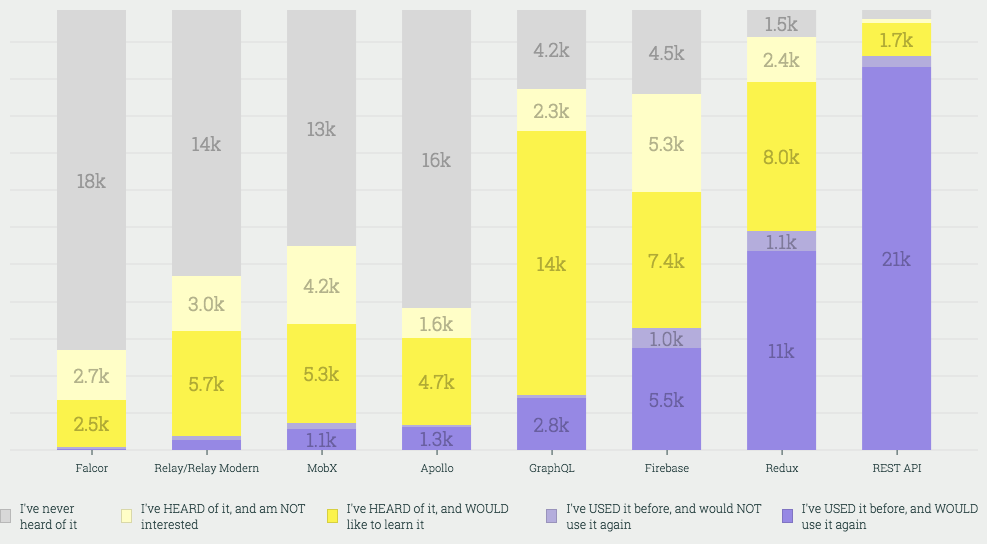 18k
2.7k
2.5k
14k
3.0k
5.7k
13k
4.2k
5.3k
1.1k
16k
1.6k
4.7k
1.3k
4.2k
2.3k
14k
2.8k
4.5k
5.3k
7.4k
1.0k
5.5k
1.5k
2.4k
8.0k
1.1k
11k
1.7k
21k
Falcor
Relay/Relay Modern
MobX
Apollo
GraphQL
Firebase
Redux
REST API
I've never
heard of it
I've HEARD of it, and am NOT
interested
I've HEARD of it, and WOULD
like to learn it
I've USED it before, and would NOT
use it again
I've USED it before, and WOULD
use it again